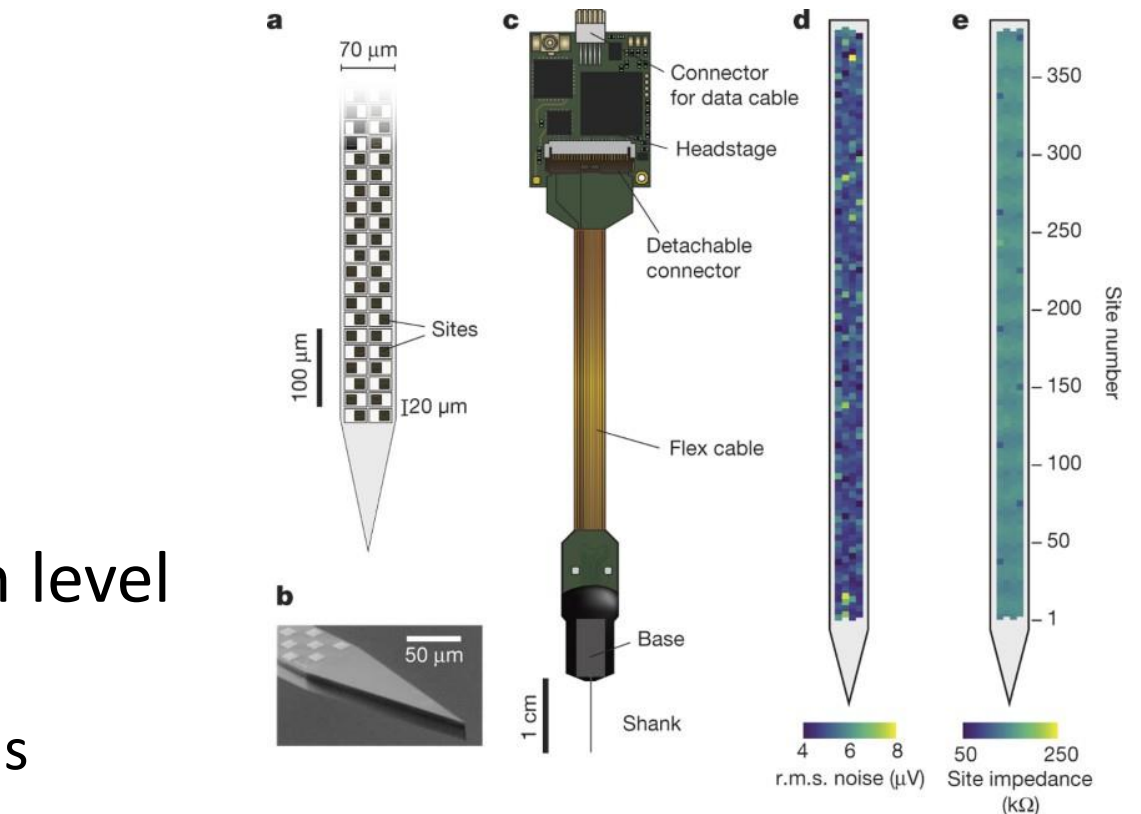 a
70 μm
Sites
100 μm
20 μm
b
50 μm
c
Connector
for data cable
Headstage
Detachable
connector
Flex cable
Base
1 cm
Shank
d
4 6 8
r.m.s. noise (μV)
e
350
300
250
200
150
100
50
1
Site number
50 250
Site impedance
(kΩ)
level
s